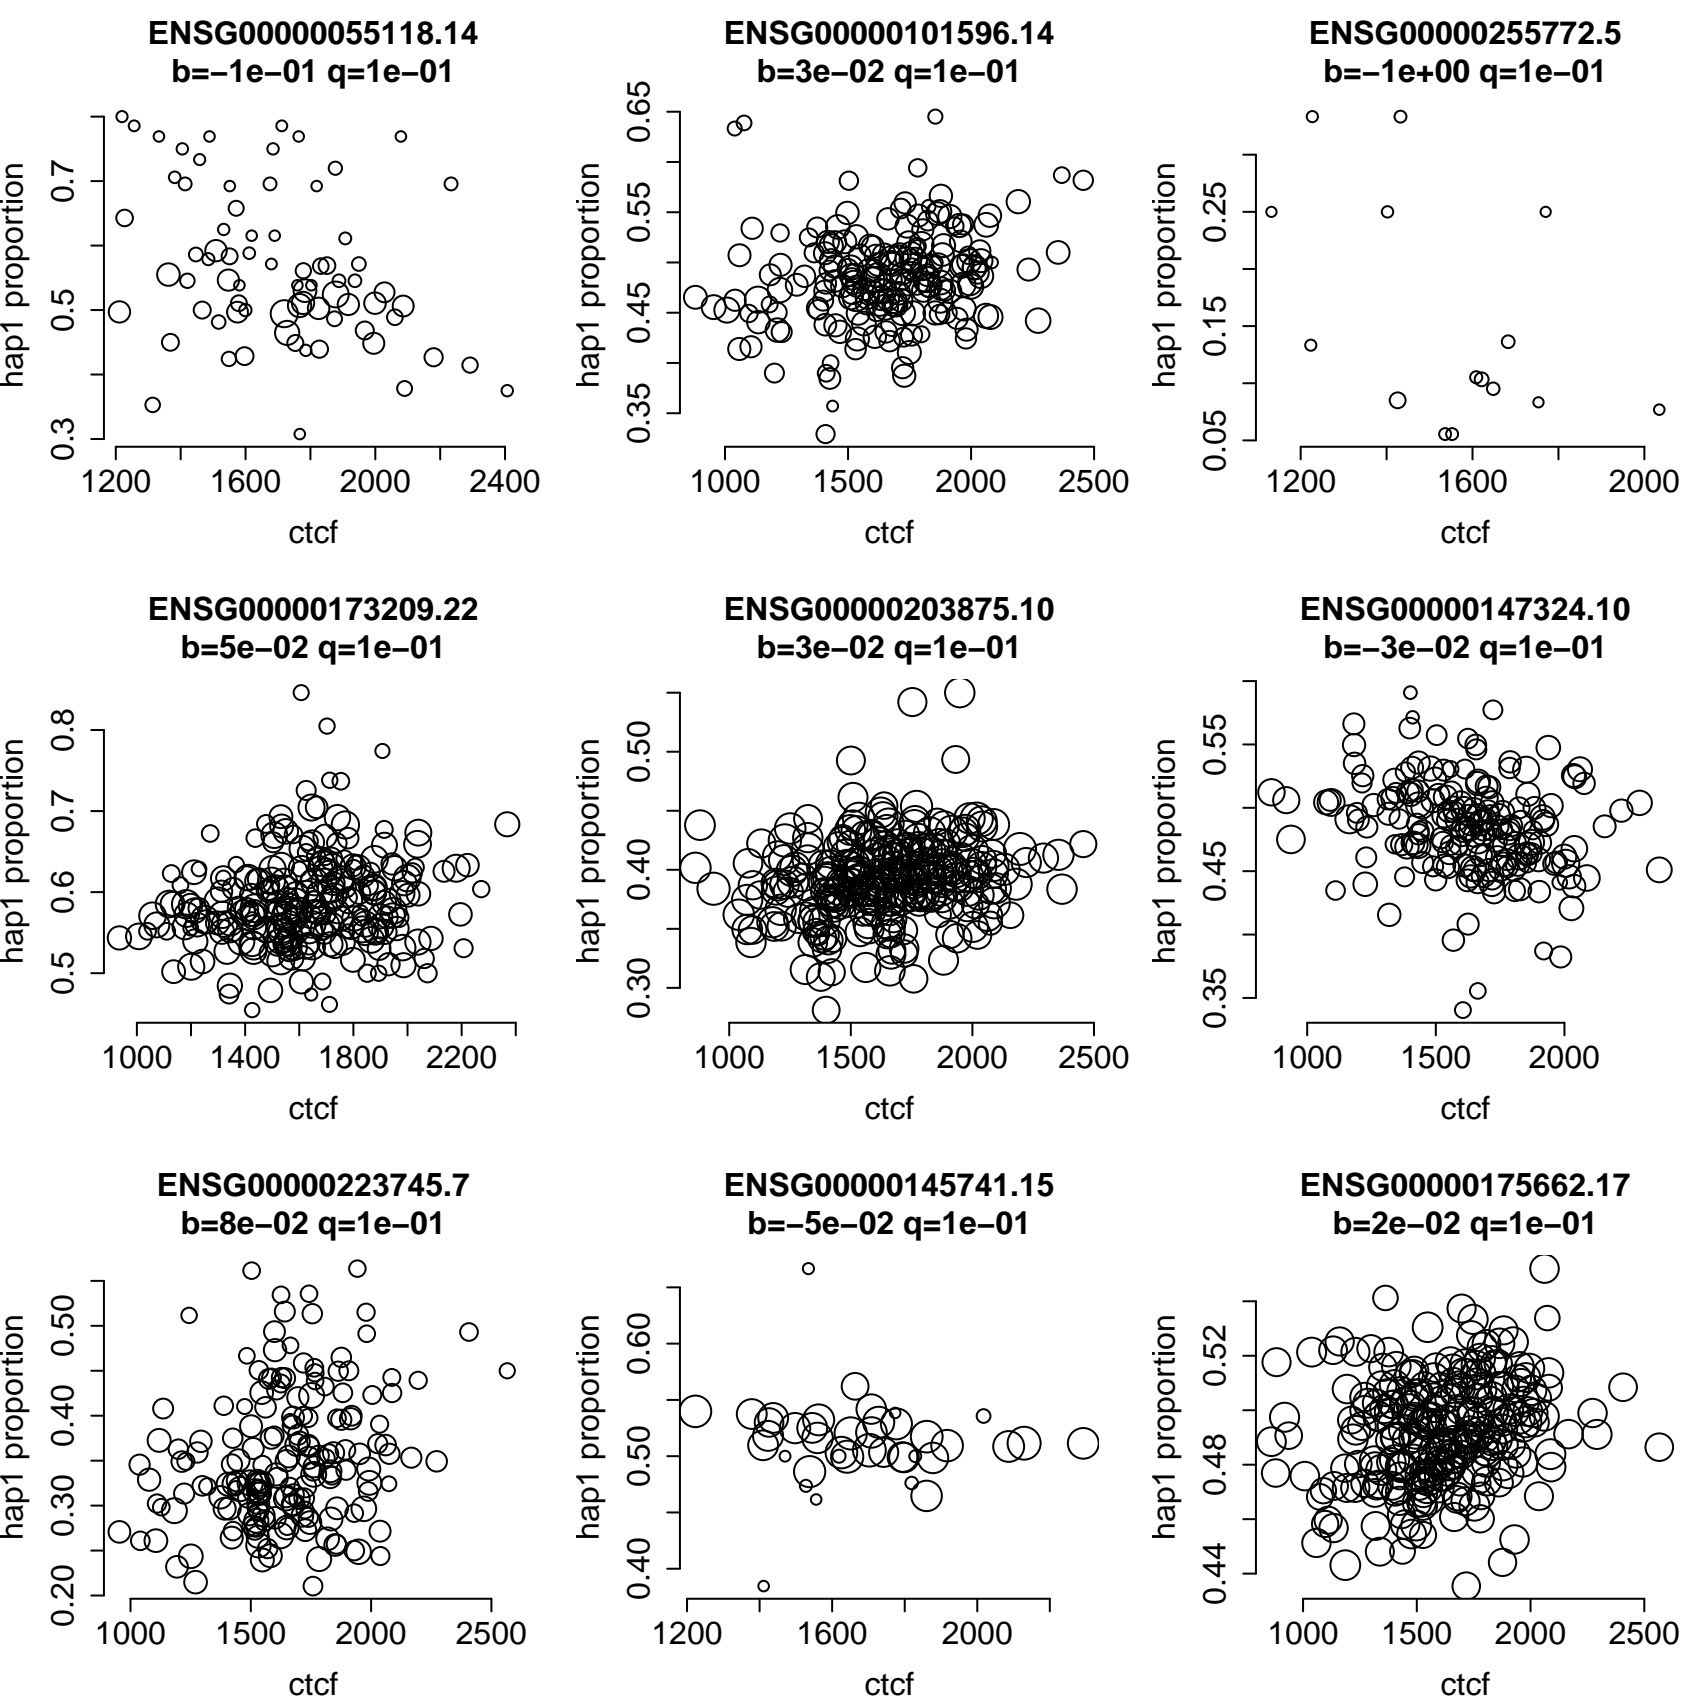 ENSG00000055118.14
b=−1e−01 q=1e−01
hap1 proportion
0.3 0.5 0.7
1200 1600 2000 2400
ctcf
ENSG00000101596.14
b=3e−02 q=1e−01
hap1 proportion
0.35 0.45 0.55 0.65
1000 1500 2000 2500
ctcf
ENSG00000255772.5
b=−1e+00 q=1e−01
hap1 proportion
0.05 0.15 0.25
1200 1600 2000
ctcf
ENSG00000173209.22
b=5e−02 q=1e−01
hap1 proportion
0.5 0.6 0.7 0.8
1000 1400 1800 2200
ctcf
ENSG00000203875.10
b=3e−02 q=1e−01
hap1 proportion
0.30 0.40 0.50
1000 1500 2000 2500
ctcf
ENSG00000147324.10
b=−3e−02 q=1e−01
hap1 proportion
0.35 0.45 0.55
1000 1500 2000
ctcf
ENSG00000223745.7
b=8e−02 q=1e−01
hap1 proportion
0.20 0.30 0.40 0.50
1000 1500 2000 2500
ctcf
ENSG00000145741.15
b=−5e−02 q=1e−01
hap1 proportion
0.40 0.50 0.60
1200 1600 2000
ctcf
ENSG00000175662.17
b=2e−02 q=1e−01
hap1 proportion
0.44 0.48 0.52
1000 1500 2000 2500
ctcf